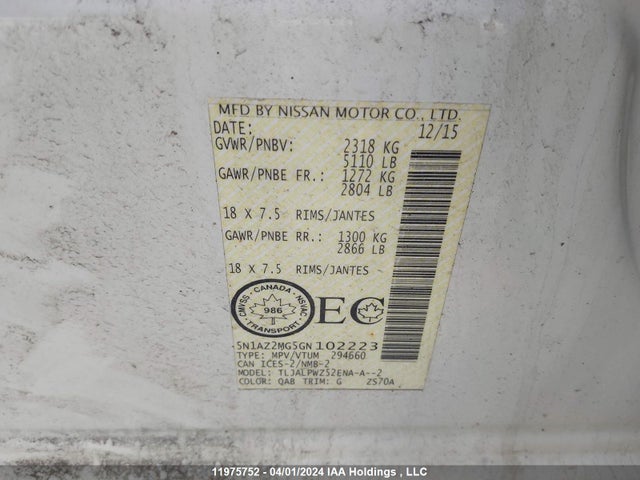 MFD BY NISSAN MOTOR CO., LTD.
DATE: 12/15
GVWR/PNBV: 2318 KG
5110 LB
GAWR/PNBE FR.: 1272 KG
2804 LB
18 X 7.5 RIMS/JANTES
GAWR/PNBE RR.: 1300 KG
2866 LB
18 X 7.5 RIMS/JANTES
CMVSS · CANADA · NSVAC
986
TRANSPORT
EC
5N1AZ2MG5GN102223
TYPE: MPV/VTUM 294660
CAN ICES-2/NMB-2
MODEL: TLJALPWZ52ENA-A--2
COLOR: QAB TRIM: G ZS70A
11975752 - 04/01/2024 IAA Holdings , LLC